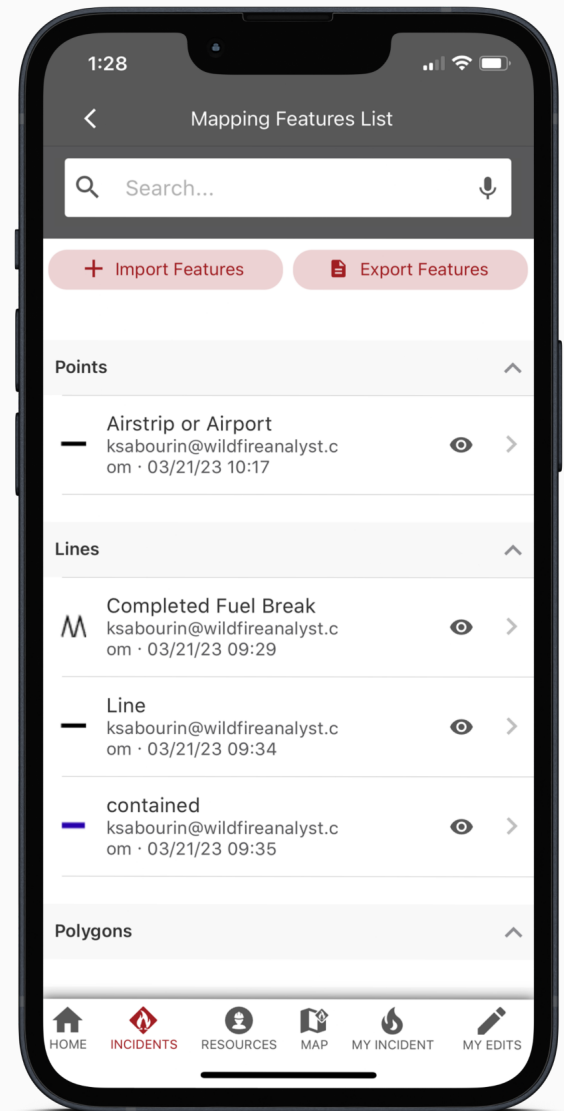 1:28
Mapping Features List
Search...
Import Features
Export Features
Points
Airstrip or Airport
ksabourin@wildfireanalyst.c
om · 03/21/23 10:17
Lines
Completed Fuel Break
ksabourin@wildfireanalyst.c
om · 03/21/23 09:29
Line
ksabourin@wildfireanalyst.c
om · 03/21/23 09:34
contained
ksabourin@wildfireanalyst.c
om · 03/21/23 09:35
Polygons
HOME
INCIDENTS
RESOURCES
MAP
MY INCIDENT
MY EDITS